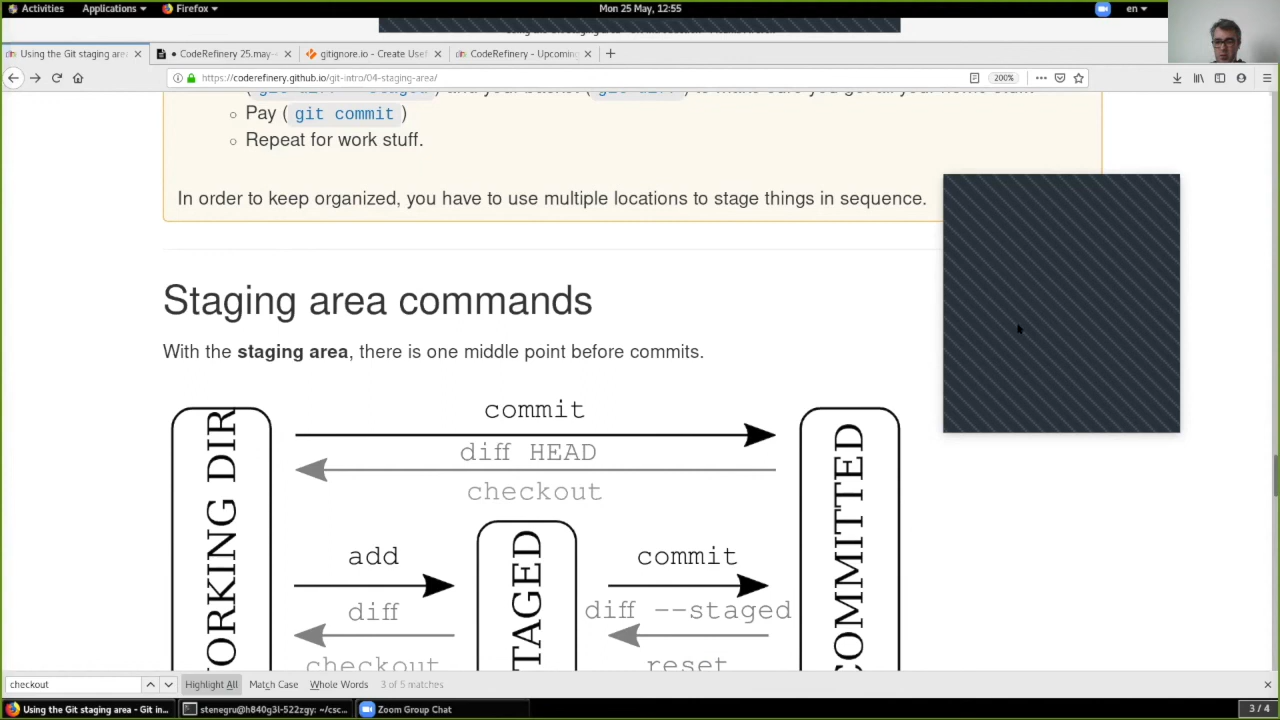 Activities Applications Firefox Mon 25 May, 12:55 en
Using the Git staging area CodeRefinery 25.may- gitignore.io - Create Usef CodeRefinery - Upcoming
https://coderefinery.github.io/git-intro/04-staging-area/ 200%
Pay ( git commit )
Repeat for work stuff.
In order to keep organized, you have to use multiple locations to stage things in sequence.
Staging area commands
With the staging area, there is one middle point before commits.
commit
diff HEAD
checkout
WORKING DIR
COMMITTED
add
commit
STAGED
diff
diff --staged
checkout
reset
checkout Highlight All Match Case Whole Words 3 of 5 matches
Using the Git staging area - Git in... stenegru@h840g3l-522zgy: ~/csc... Zoom Group Chat 3 / 4